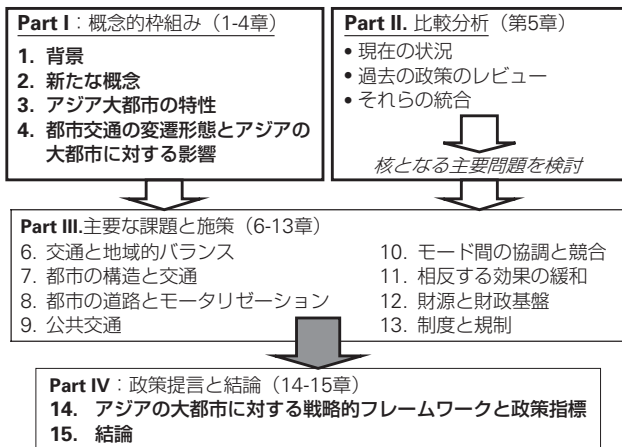 Part I：概念的枠組み（1-4章）
1. 背景
2. 新たな概念
3. アジア大都市の特性
4. 都市交通の変遷形態とアジアの
大都市に対する影響
Part II. 比較分析（第5章）
• 現在の状況
• 過去の政策のレビュー
• それらの統合
核となる主要問題を検討
Part III.主要な課題と施策（6-13章）
6. 交通と地域的バランス
7. 都市の構造と交通
8. 都市の道路とモータリゼーション
9. 公共交通
10. モード間の協調と競合
11. 相反する効果の緩和
12. 財源と財政基盤
13. 制度と規制
Part IV：政策提言と結論（14-15章）
14. アジアの大都市に対する戦略的フレームワークと政策指標
15. 結論